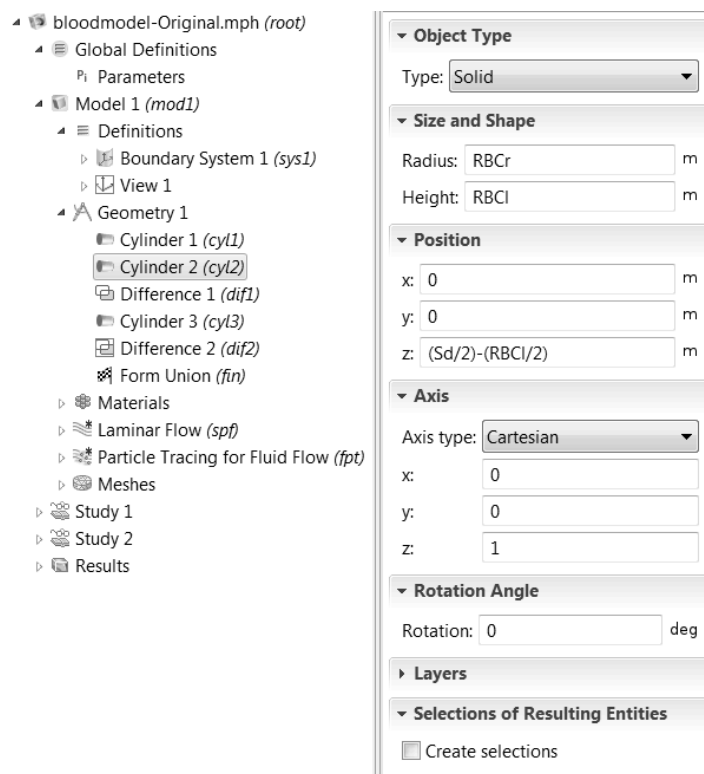 bloodmodel-Original.mph (root)
Global Definitions
Pi Parameters
Model 1 (mod1)
Definitions
Boundary System 1 (sys1)
View 1
Geometry 1
Cylinder 1 (cyl1)
Cylinder 2 (cyl2)
Difference 1 (dif1)
Cylinder 3 (cyl3)
Difference 2 (dif2)
Form Union (fin)
Materials
Laminar Flow (spf)
Particle Tracing for Fluid Flow (fpt)
Meshes
Study 1
Study 2
Results
Object Type
Type: Solid
Size and Shape
Radius: RBCr m
Height: RBCl m
Position
x: 0 m
y: 0 m
z: (Sd/2)-(RBCl/2) m
Axis
Axis type: Cartesian
x: 0
y: 0
z: 1
Rotation Angle
Rotation: 0 deg
Layers
Selections of Resulting Entities
Create selections